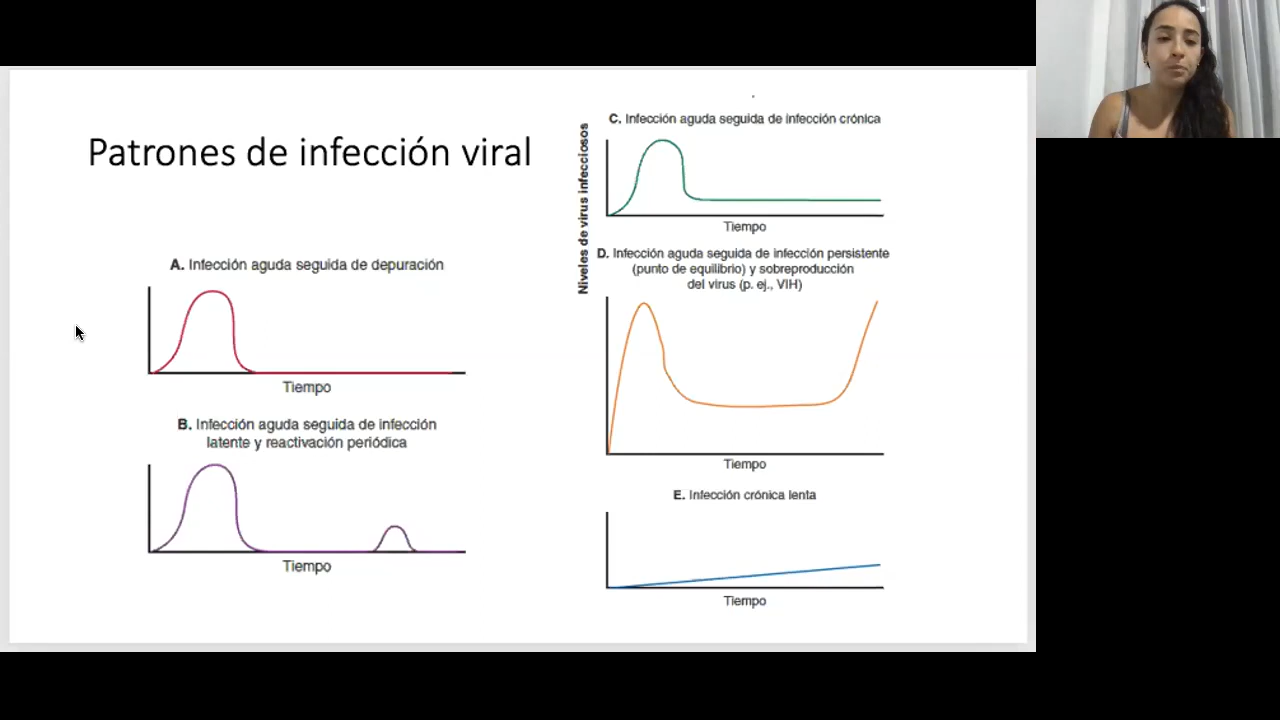 Patrones de infección viral
A. Infección aguda seguida de depuración
Tiempo
B. Infección aguda seguida de infección
latente y reactivación periódica
Tiempo
Niveles de virus infecciosos
C. Infección aguda seguida de infección crónica
Tiempo
D. Infección aguda seguida de infección persistente
(punto de equilibrio) y sobreproducción
del virus (p. ej., VIH)
Tiempo
E. Infección crónica lenta
Tiempo